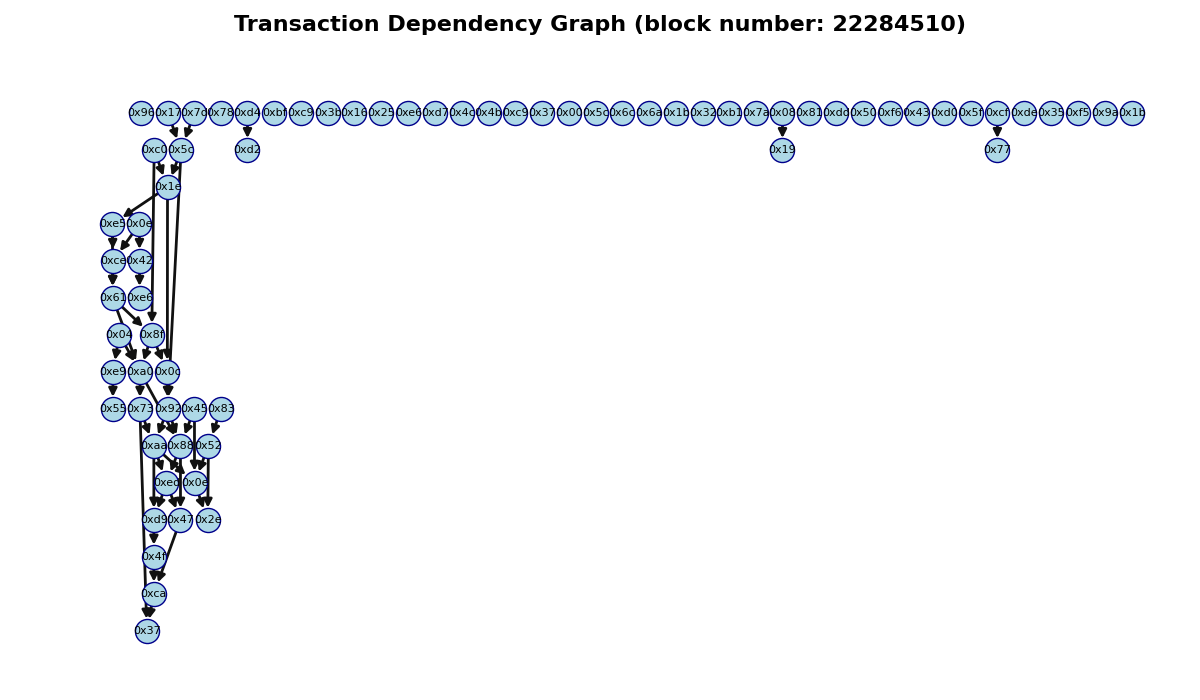 Transaction Dependency Graph (block number: 22284510)
0x96 0x17 0x7d 0x78 0xd4 0xbf 0xc9 0x3b 0x16 0x25 0xe6 0xd7 0x4c 0x4b 0xc9 0x37 0x00 0x5c 0x6c 0x6a 0x1b 0x32 0xb1 0x7a 0x08 0x81 0xdd 0x50 0xf6 0x43 0xd0 0x5f 0xcf 0xde 0x35 0xf5 0x9a 0x1b
0xc0 0x5c 0xd2 0x19 0x77
0x1e
0xe5 0x0e
0xce 0x42
0x61 0xe6
0x04 0x8f
0xe9 0xa0 0x0c
0x55 0x73 0x92 0x45 0x83
0xaa 0x88 0x52
0xed 0x0e
0xd9 0x47 0x2e
0x4f
0xca
0x37